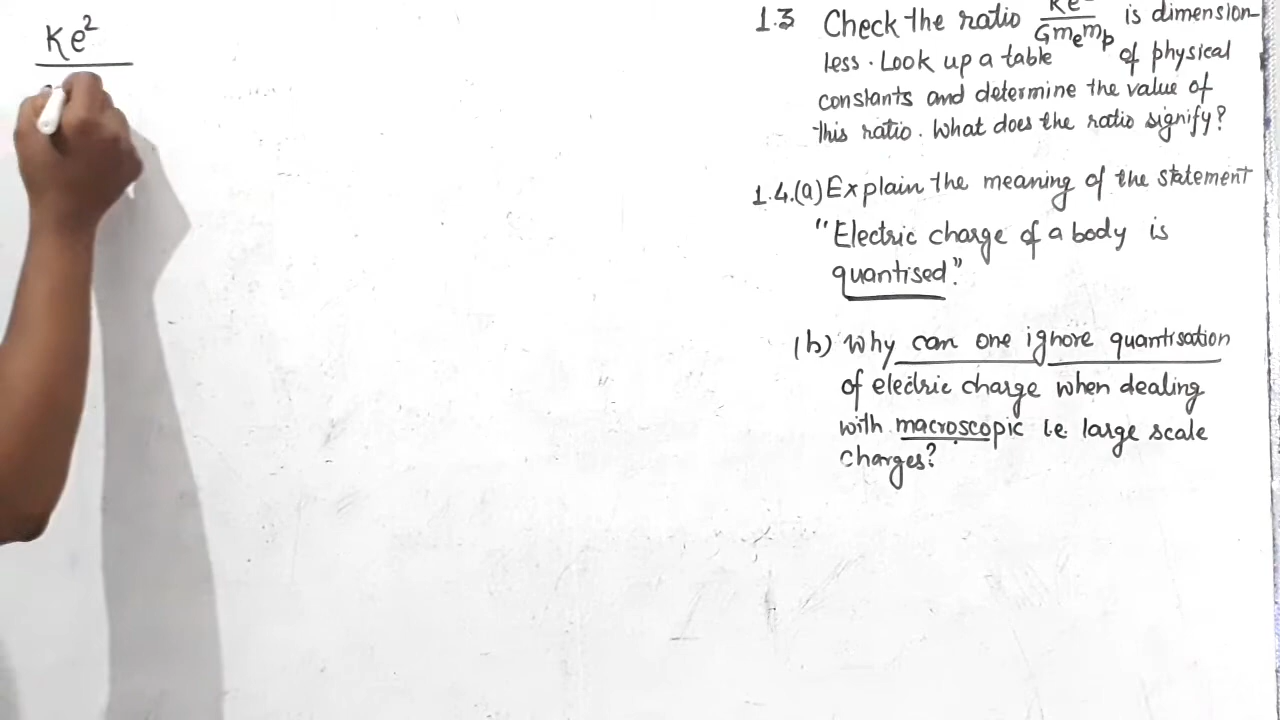 Ke²
1.3 Check the ratio Ke / Gmemp is dimension-
less. Look up a table of physical
constants and determine the value of
this ratio. What does the ratio signify?
1.4.(a) Explain the meaning of the statement
"Electric charge of a body is
quantised."
(b) Why can one ignore quantisation
of electric charge when dealing
with macroscopic i.e large scale
charges?